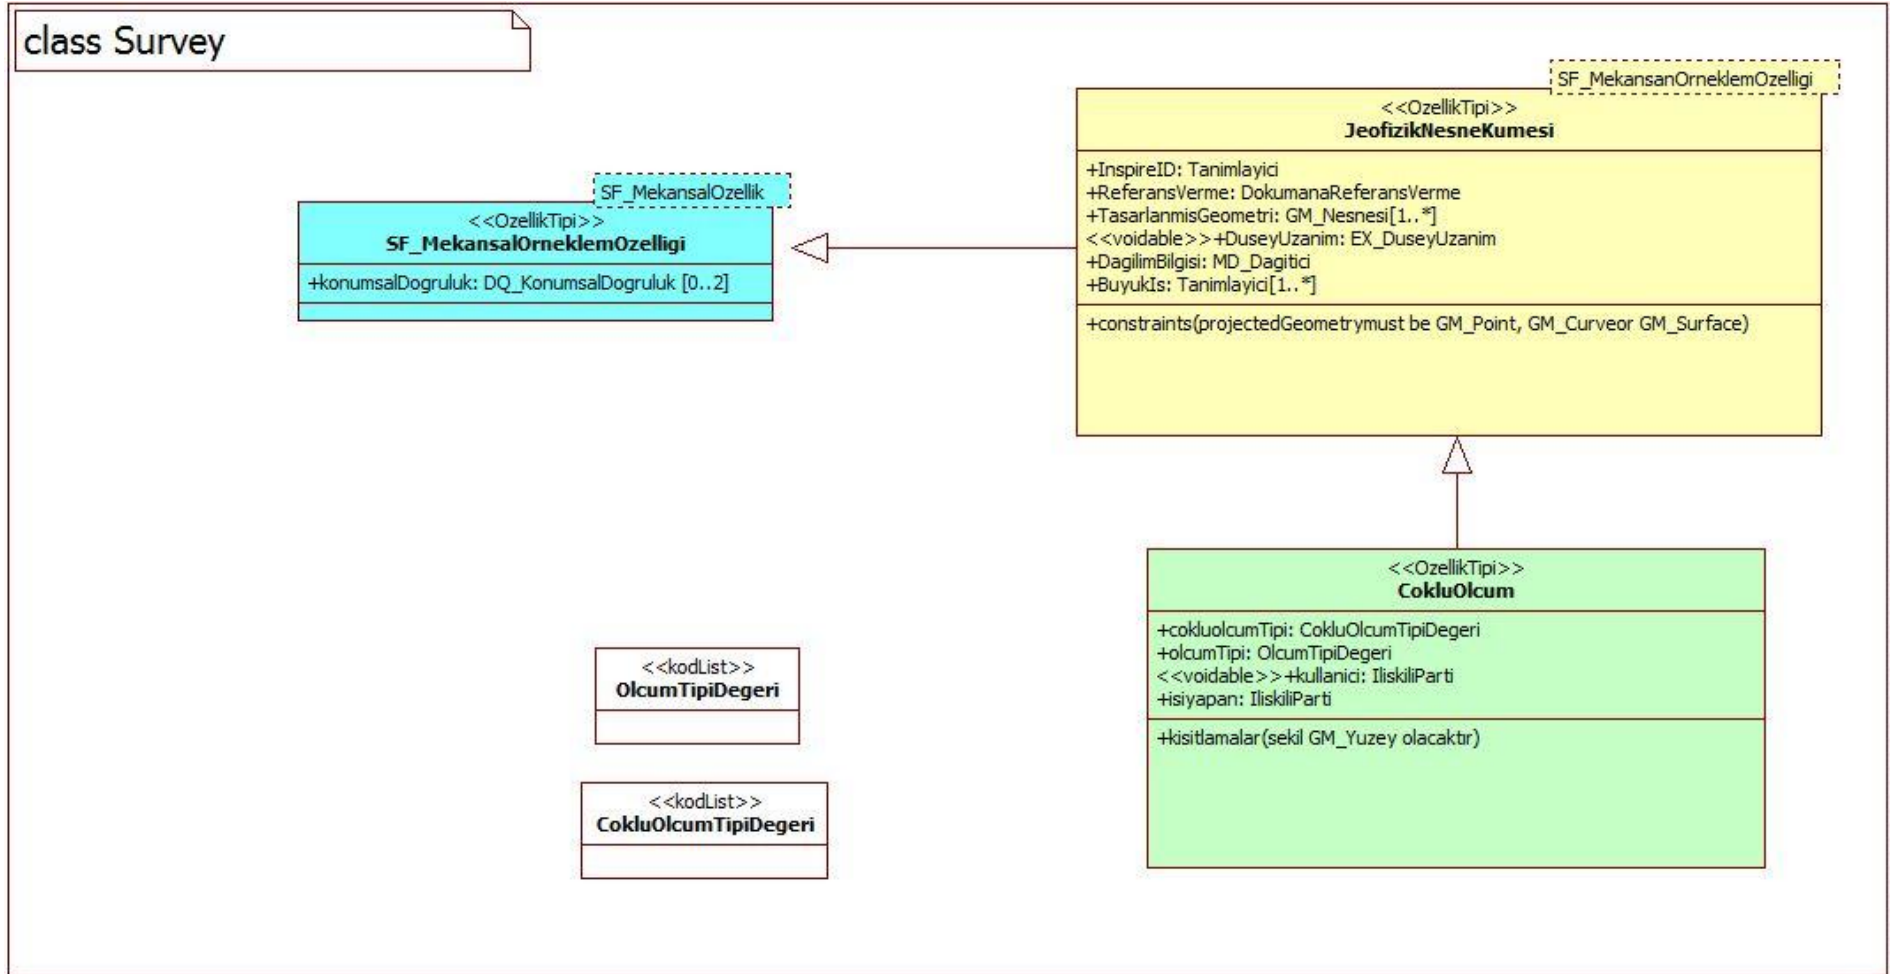 class Survey
SF_MekansanOrneklemOzelligi
<<OzellikTipi>>
JeofizikNesneKumesi
+InspireID: Tanimlayici
+ReferansVerme: DokumanaReferansVerme
+TasarlanmisGeometri: GM_Nesnesi[1..*]
<<voidable>>+DuseyUzanim: EX_DuseyUzanim
+DagilimBilgisi: MD_Dagitici
+BuyukIs: Tanimlayici[1..*]
+constraints(projectedGeometrymust be GM_Point, GM_Curveor GM_Surface)
SF_MekansalOzellik
<<OzellikTipi>>
SF_MekansalOrneklemOzelligi
+konumsalDogruluk: DQ_KonumsalDogruluk [0..2]
<<OzellikTipi>>
CokluOlcum
+cokluolcumTipi: CokluOlcumTipiDegeri
+olcumTipi: OlcumTipiDegeri
<<voidable>>+kullanici: IliskiliParti
+isiyapan: IliskiliParti
+kisitlamalar(sekil GM_Yuzey olacaktır)
<<kodList>>
OlcumTipiDegeri
<<kodList>>
CokluOlcumTipiDegeri